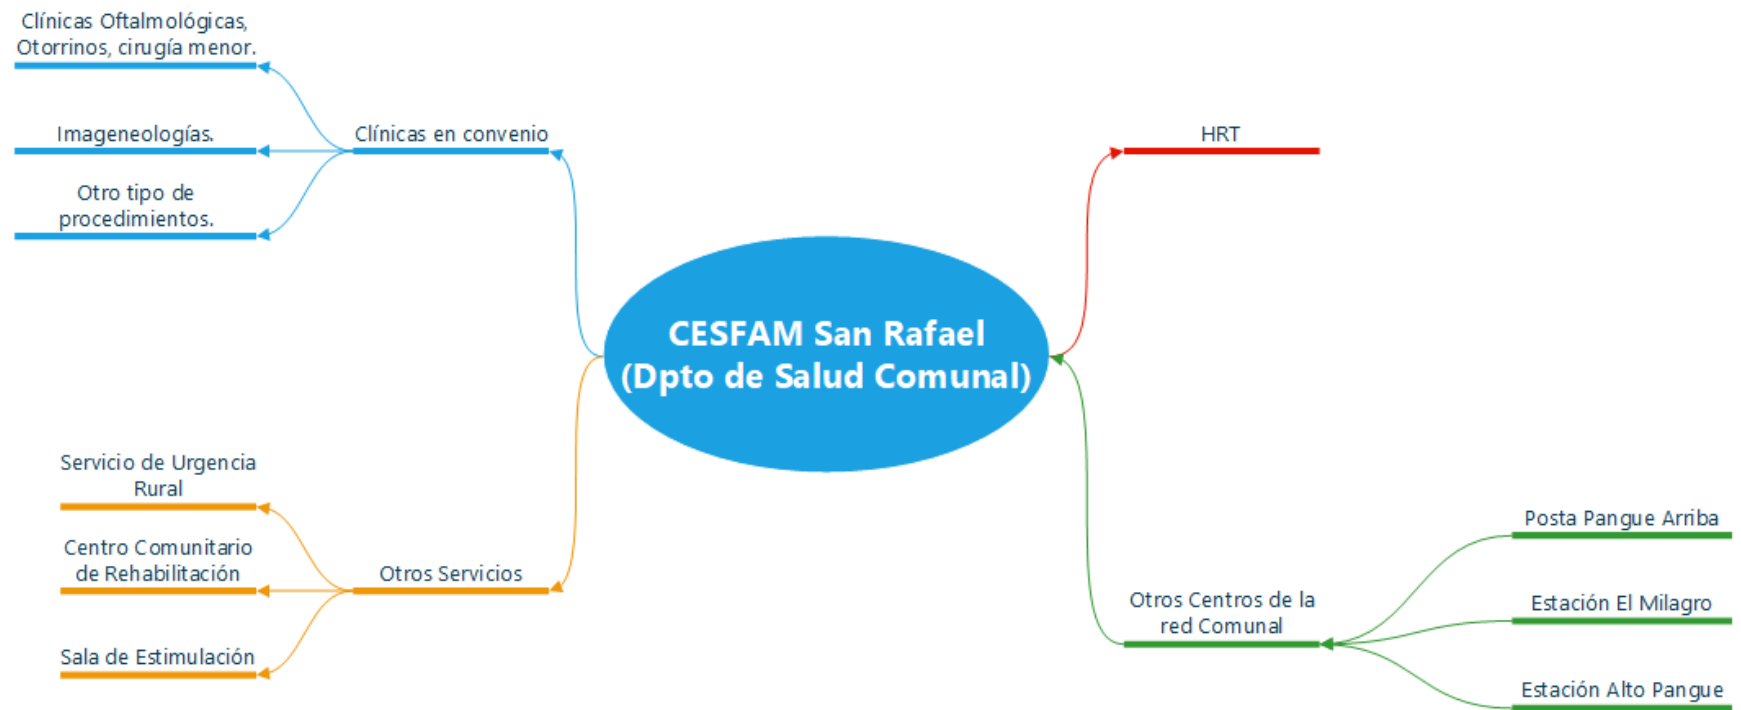 Clínicas Oftalmológicas,
Otorrinos, cirugía menor.
Imageneologías.
Otro tipo de
procedimientos.
Clínicas en convenio
HRT
CESFAM San Rafael
(Dpto de Salud Comunal)
Servicio de Urgencia
Rural
Centro Comunitario
de Rehabilitación
Sala de Estimulación
Otros Servicios
Otros Centros de la
red Comunal
Posta Pangue Arriba
Estación El Milagro
Estación Alto Pangue